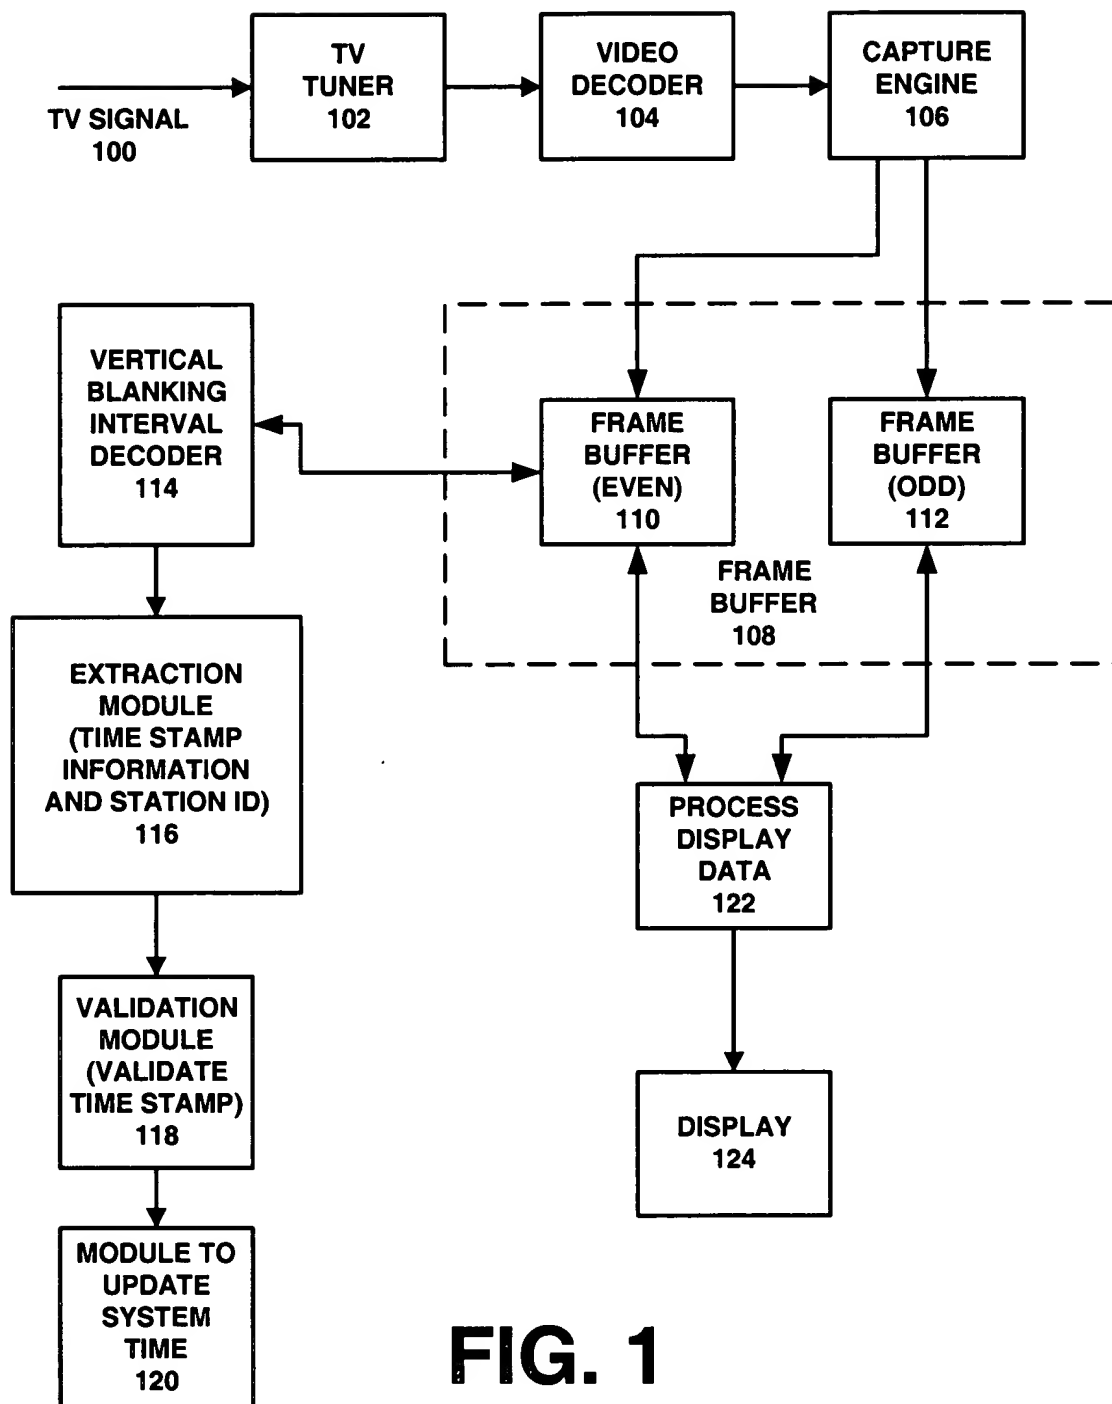 TV
TUNER
102
VIDEO
DECODER
104
CAPTURE
ENGINE
106
TV SIGNAL
100
VERTICAL
BLANKING
INTERVAL
DECODER
114
FRAME
BUFFER
(EVEN)
110
FRAME
BUFFER
(ODD)
112
FRAME
BUFFER
108
EXTRACTION
MODULE
(TIME STAMP
INFORMATION
AND STATION ID)
116
PROCESS
DISPLAY
DATA
122
VALIDATION
MODULE
(VALIDATE
TIME STAMP)
118
DISPLAY
124
MODULE TO
UPDATE
SYSTEM
TIME
120
FIG. 1